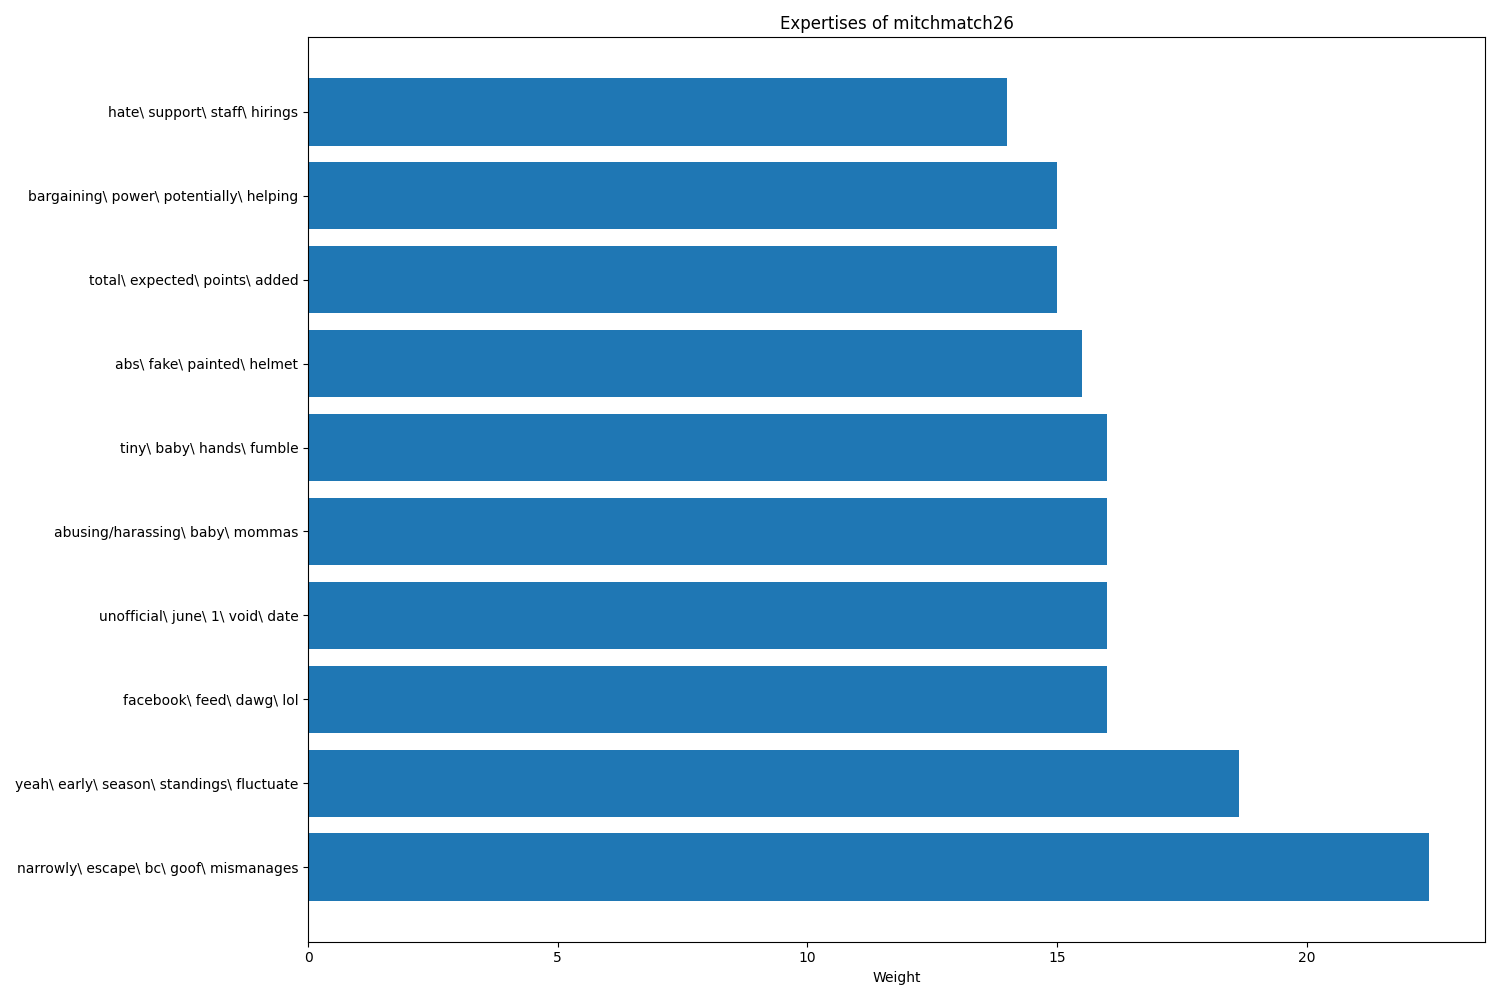 Expertises of mitchmatch26
hate\ support\ staff\ hirings
bargaining\ power\ potentially\ helping
total\ expected\ points\ added
abs\ fake\ painted\ helmet
tiny\ baby\ hands\ fumble
abusing/harassing\ baby\ mommas
unofficial\ june\ 1\ void\ date
facebook\ feed\ dawg\ lol
yeah\ early\ season\ standings\ fluctuate
narrowly\ escape\ bc\ goof\ mismanages
0 5 10 15 20
Weight